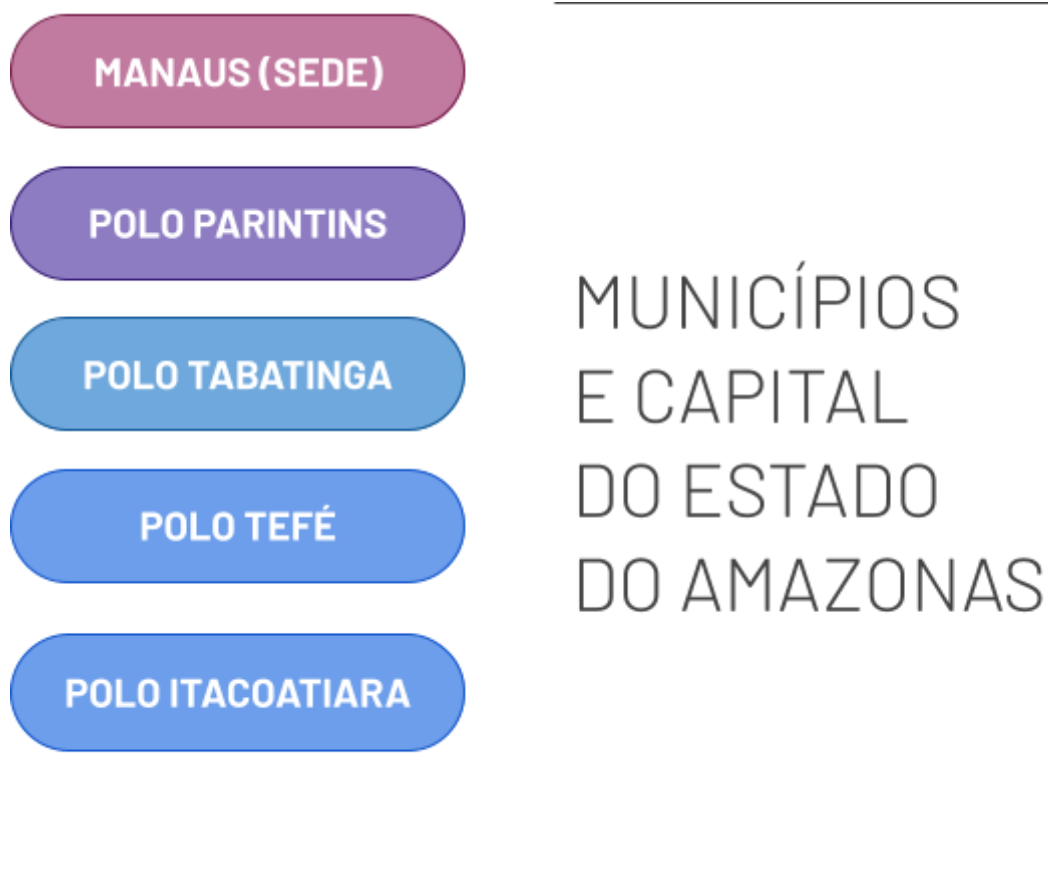 MANAUS (SEDE)
POLO PARINTINS
POLO TABATINGA
POLO TEFÉ
POLO ITACOATIARA
MUNICÍPIOS
E CAPITAL
DO ESTADO
DO AMAZONAS